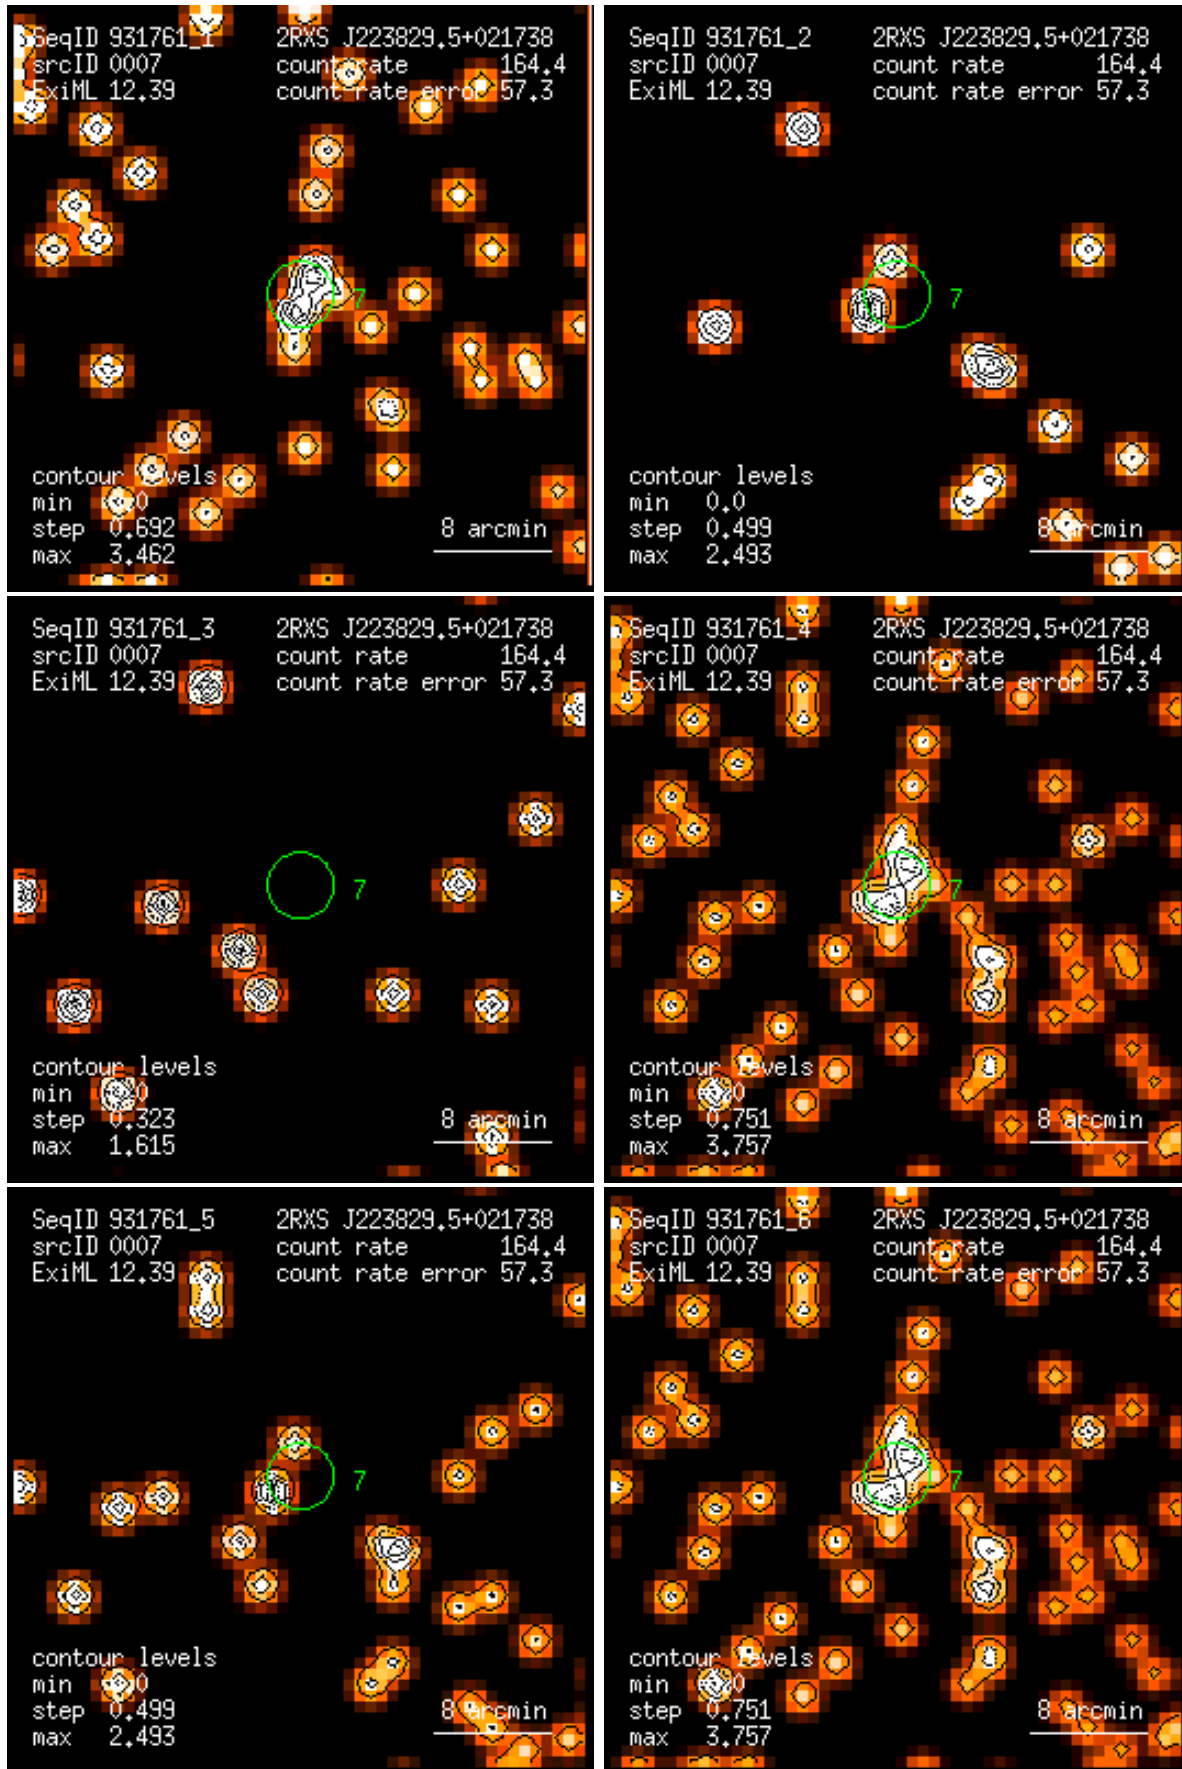 SeqID 931761_1 2RXS J223829.5+021738
srcID 0007 count rate 164.4
ExiML 12.39 count rate error 57.3
7
contour levels
min 0.0
step 0.692 8 arcmin
max 3.462
SeqID 931761_2 2RXS J223829.5+021738
srcID 0007 count rate 164.4
ExiML 12.39 count rate error 57.3
7
contour levels
min 0.0
step 0.499 8 arcmin
max 2.493
SeqID 931761_3 2RXS J223829.5+021738
srcID 0007 count rate 164.4
ExiML 12.39 count rate error 57.3
7
contour levels
min 0.0
step 0.323 8 arcmin
max 1.615
SeqID 931761_4 2RXS J223829.5+021738
srcID 0007 count rate 164.4
ExiML 12.39 count rate error 57.3
7
contour levels
min 0.0
step 0.751 8 arcmin
max 3.757
SeqID 931761_5 2RXS J223829.5+021738
srcID 0007 count rate 164.4
ExiML 12.39 count rate error 57.3
7
contour levels
min 0.0
step 0.499 8 arcmin
max 2.493
SeqID 931761_6 2RXS J223829.5+021738
srcID 0007 count rate 164.4
ExiML 12.39 count rate error 57.3
7
contour levels
min 0.0
step 0.751 8 arcmin
max 3.757